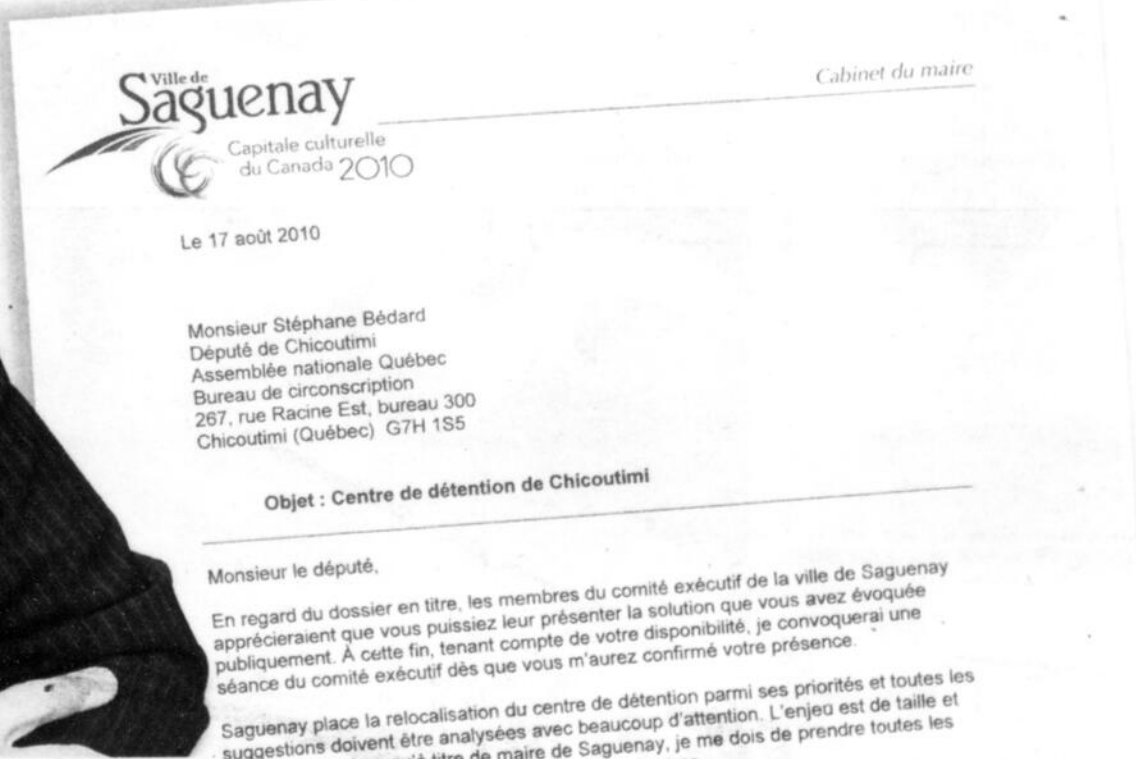 Ville de
Saguenay
Cabinet du maire
Capitale culturelle
du Canada 2010
Le 17 août 2010
Monsieur Stéphane Bédard
Député de Chicoutimi
Assemblée nationale Québec
Bureau de circonscription
267, rue Racine Est, bureau 300
Chicoutimi (Québec) G7H 1S5
Objet : Centre de détention de Chicoutimi
Monsieur le député,
En regard du dossier en titre, les membres du comité exécutif de la ville de Saguenay
apprécieraient que vous puissiez leur présenter la solution que vous avez évoquée
publiquement. À cette fin, tenant compte de votre disponibilité, je convoquerai une
séance du comité exécutif dès que vous m'aurez confirmé votre présence.
Saguenay place la relocalisation du centre de détention parmi ses priorités et toutes les
suggestions doivent être analysées avec beaucoup d'attention. L'enjeu est de taille et
titre de maire de Saguenay, je me dois de prendre toutes les